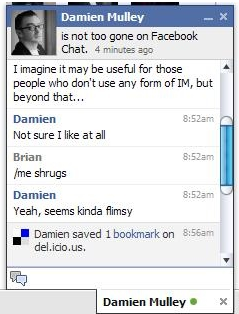 Damien Mulley
is not too gone on Facebook
Chat. 4 minutes ago
I imagine it may be useful for those
people who don't use any form of IM, but
beyond that...
Damien 8:52am
Not sure I like at all
Brian 8:52am
/me shrugs
Damien 8:52am
Yeah, seems kinda flimsy
Damien saved 1 bookmark on 8:56am
del.icio.us.
Damien Mulley